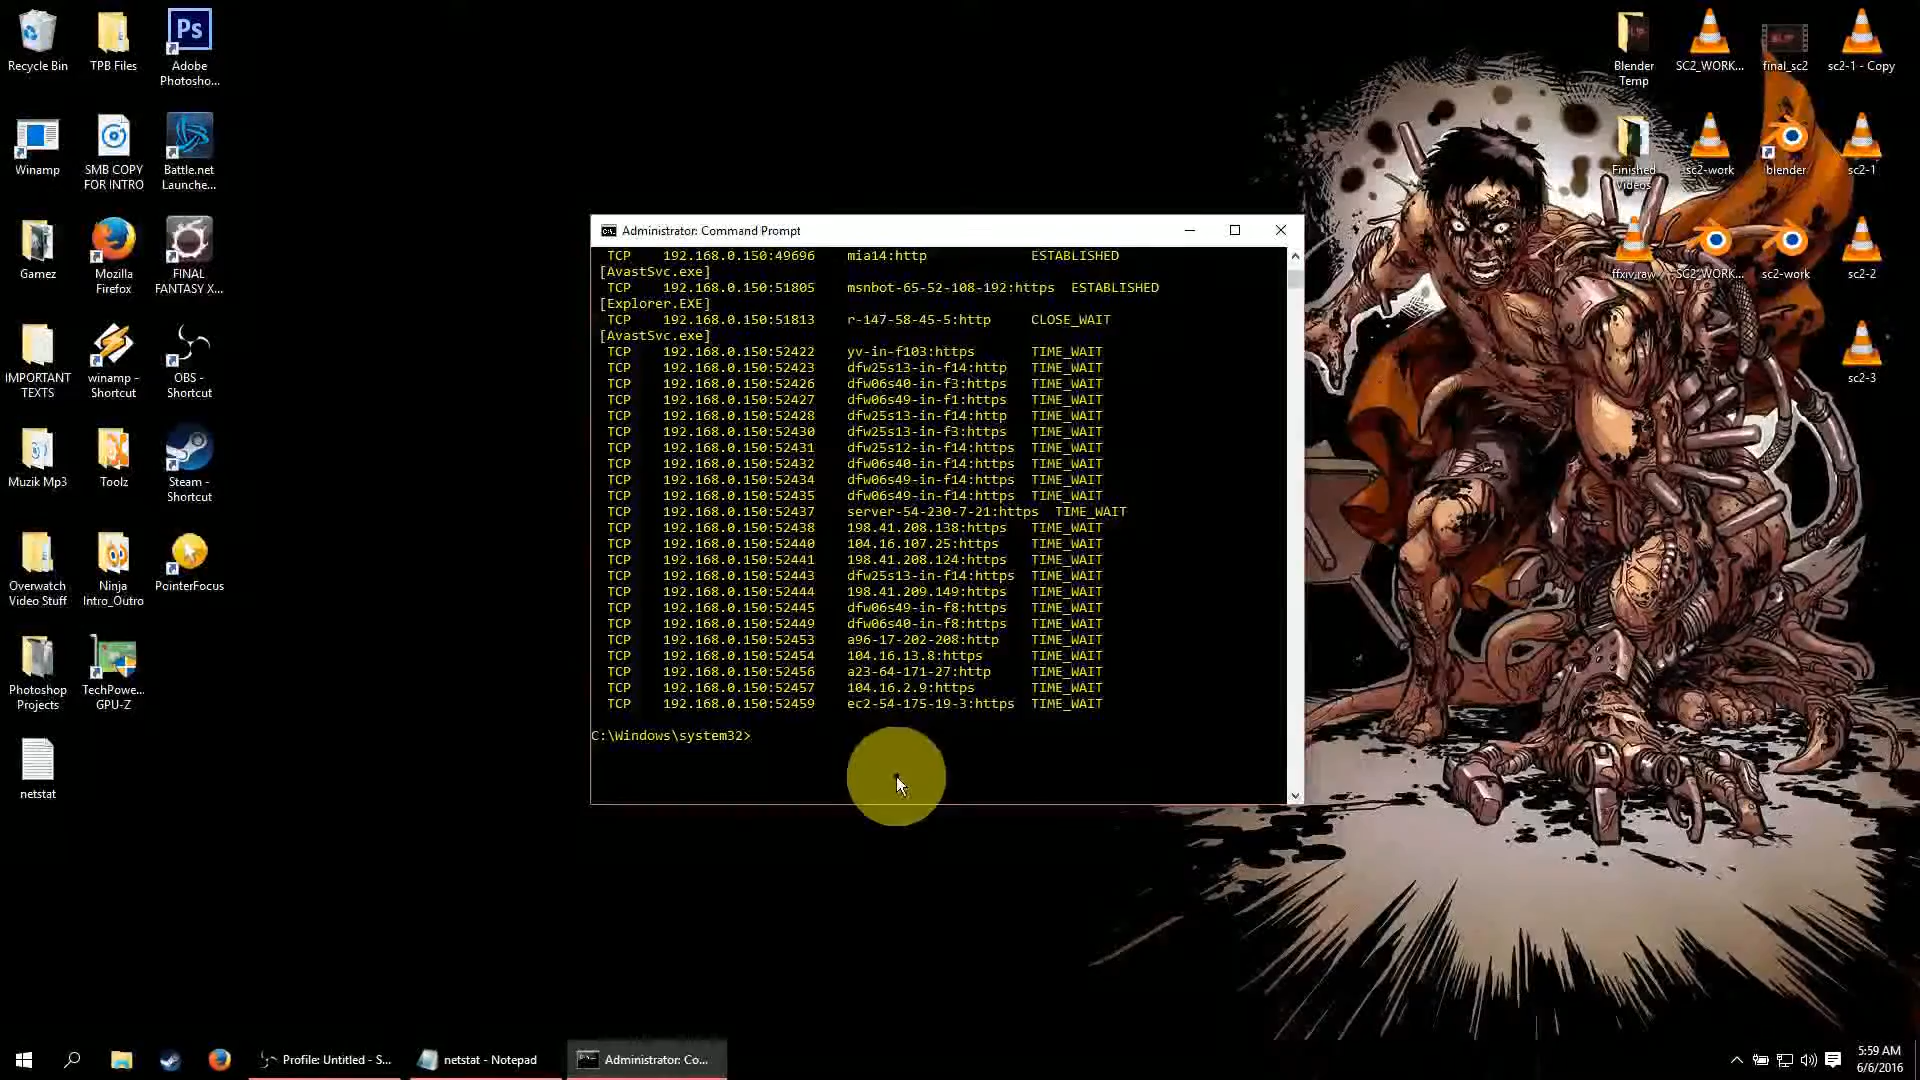 Recycle Bin
TPB Files
Ps
Adobe
Photosho...
Winamp
SMB COPY
FOR INTRO
Battle.net
Launche...
Gamez
Mozilla
Firefox
FINAL
FANTASY X...
IMPORTANT
TEXTS
winamp -
Shortcut
OBS -
Shortcut
Muzik Mp3
Toolz
Steam -
Shortcut
Overwatch
Video Stuff
Ninja
Intro_Outro
PointerFocus
Photoshop
Projects
TechPowe...
GPU-Z
netstat
Administrator: Command Prompt
TCP 192.168.0.150:49696 mia14:http ESTABLISHED
[AvastSvc.exe]
TCP 192.168.0.150:51805 msnbot-65-52-108-192:https ESTABLISHED
[Explorer.EXE]
TCP 192.168.0.150:51813 r-147-58-45-5:http CLOSE_WAIT
[AvastSvc.exe]
TCP 192.168.0.150:52422 yv-in-f103:https TIME_WAIT
TCP 192.168.0.150:52423 dfw25s13-in-f14:http TIME_WAIT
TCP 192.168.0.150:52426 dfw06s40-in-f3:https TIME_WAIT
TCP 192.168.0.150:52427 dfw06s49-in-f1:https TIME_WAIT
TCP 192.168.0.150:52428 dfw25s13-in-f14:http TIME_WAIT
TCP 192.168.0.150:52430 dfw25s13-in-f3:https TIME_WAIT
TCP 192.168.0.150:52431 dfw25s12-in-f14:https TIME_WAIT
TCP 192.168.0.150:52432 dfw06s40-in-f14:https TIME_WAIT
TCP 192.168.0.150:52434 dfw06s49-in-f14:https TIME_WAIT
TCP 192.168.0.150:52435 dfw06s49-in-f14:https TIME_WAIT
TCP 192.168.0.150:52437 server-54-230-7-21:https TIME_WAIT
TCP 192.168.0.150:52438 198.41.208.138:https TIME_WAIT
TCP 192.168.0.150:52440 104.16.107.25:https TIME_WAIT
TCP 192.168.0.150:52441 198.41.208.124:https TIME_WAIT
TCP 192.168.0.150:52443 dfw25s13-in-f14:https TIME_WAIT
TCP 192.168.0.150:52444 198.41.209.149:https TIME_WAIT
TCP 192.168.0.150:52445 dfw06s49-in-f8:https TIME_WAIT
TCP 192.168.0.150:52449 dfw06s40-in-f8:https TIME_WAIT
TCP 192.168.0.150:52453 a96-17-202-208:http TIME_WAIT
TCP 192.168.0.150:52454 104.16.13.8:https TIME_WAIT
TCP 192.168.0.150:52456 a23-64-171-27:http TIME_WAIT
TCP 192.168.0.150:52457 104.16.2.9:https TIME_WAIT
TCP 192.168.0.150:52459 ec2-54-175-19-3:https TIME_WAIT
C:\Windows\system32>
Blender
Temp
SC2_WORK...
final_sc2
sc2-1 - Copy
Finished
Videos
sc2-work
blender
sc2-1
ffxiv.raw
SC2_WORK...
sc2-work
sc2-2
sc2-3
Profile: Untitled - S...
netstat - Notepad
Administrator: Co...
5:59 AM
6/6/2016